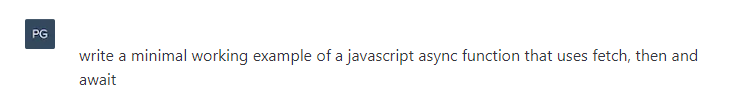 PG
write a minimal working example of a javascript async function that uses fetch, then and
await